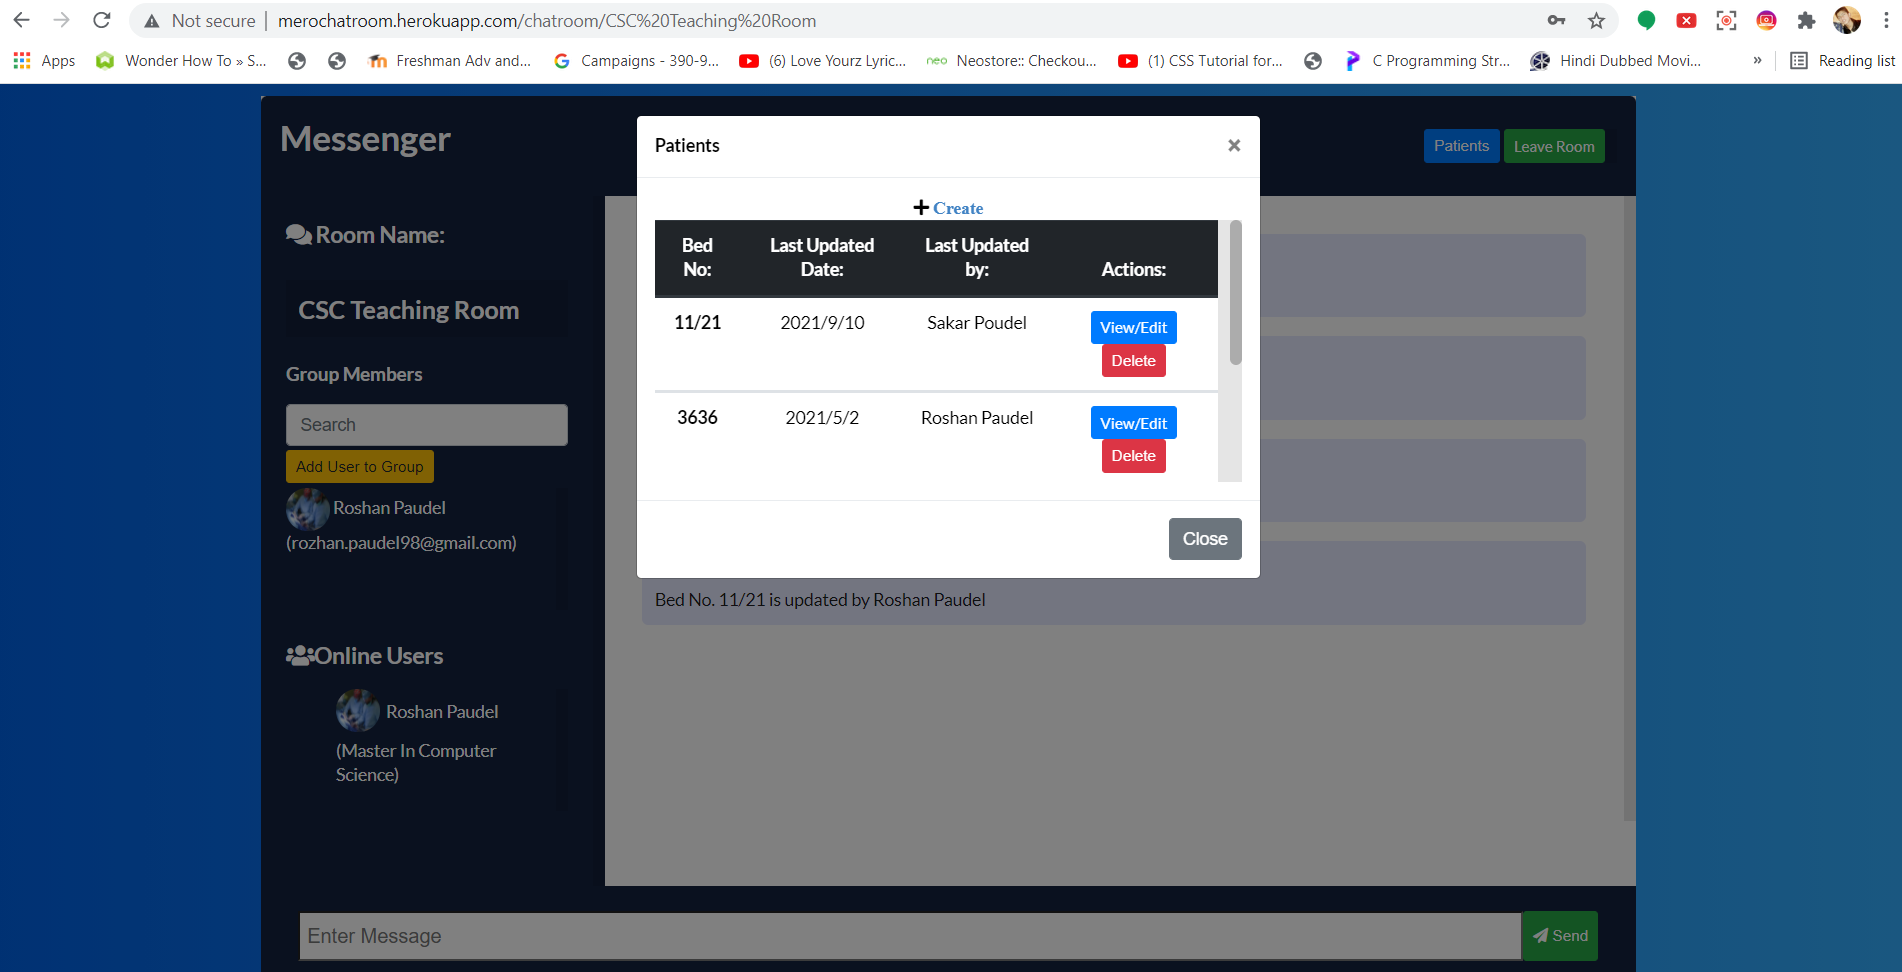 Not secure | merochatroom.herokuapp.com/chatroom/CSC%20Teaching%20Room
Apps Wonder How To » S... Freshman Adv and... Campaigns - 390-9... (6) Love Yourz Lyric... neo Neostore:: Checkou... (1) CSS Tutorial for... C Programming Str... Hindi Dubbed Movi... » Reading list
Messenger
Patients Leave Room
Room Name:
CSC Teaching Room
Group Members
Search
Add User to Group
Roshan Paudel
(rozhan.paudel98@gmail.com)
Online Users
Roshan Paudel
(Master In Computer
Science)
Patients ×
Create
Bed No: Last Updated Date: Last Updated by: Actions:
11/21 2021/9/10 Sakar Poudel View/Edit
Delete
3636 2021/5/2 Roshan Paudel View/Edit
Delete
Close
Bed No. 11/21 is updated by Roshan Paudel
Enter Message Send